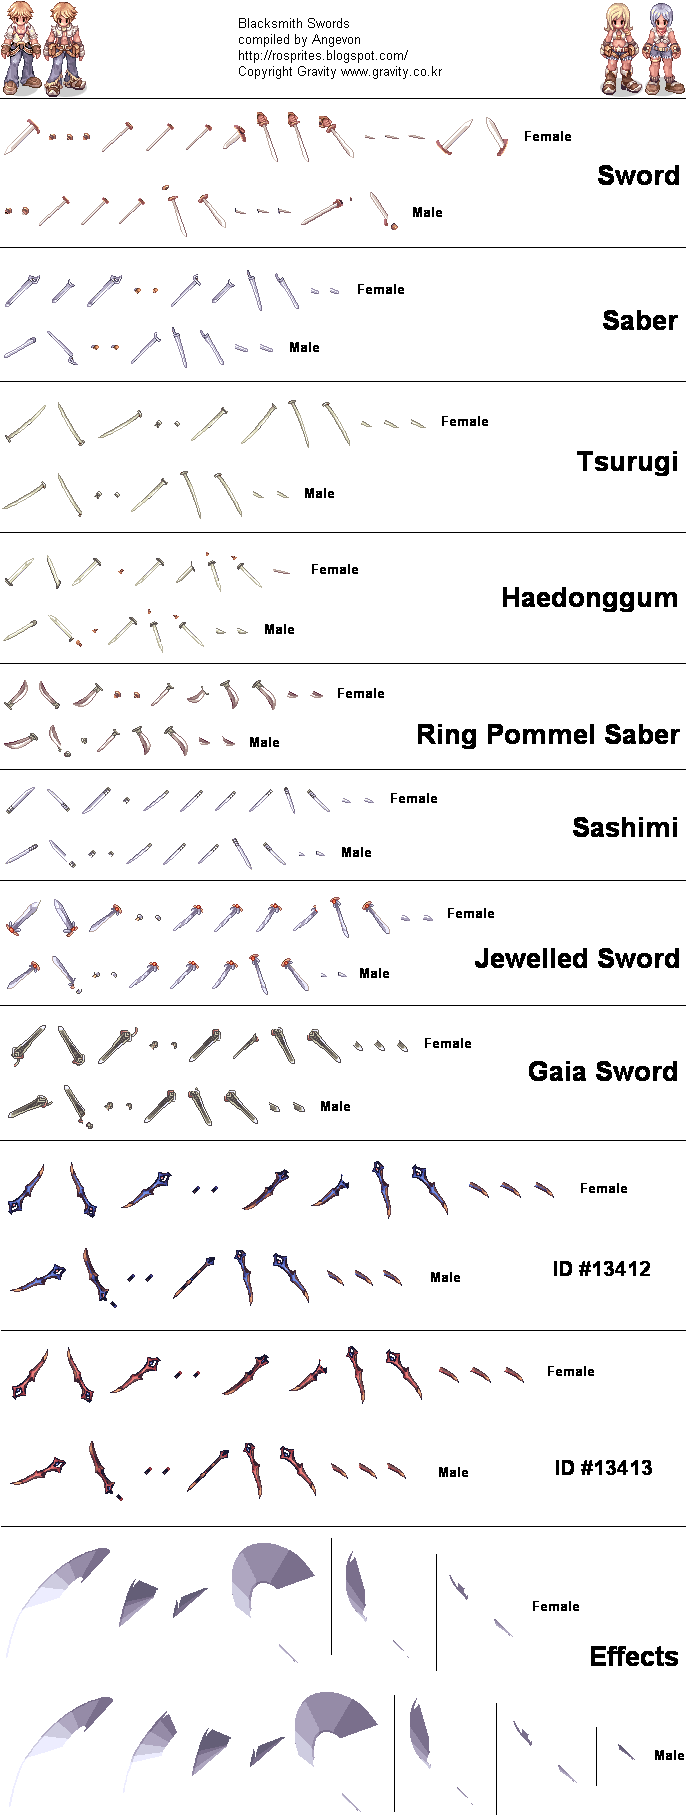 Blacksmith Swords
compiled by Angevon
http://rosprites.blogspot.com/
Copyright Gravity www.gravity.co.kr
Female
Sword
Male
Female
Saber
Male
Female
Tsurugi
Male
Female
Haedonggum
Male
Female
Ring Pommel Saber
Male
Female
Sashimi
Male
Female
Jewelled Sword
Male
Female
Gaia Sword
Male
Female
ID #13412
Male
Female
ID #13413
Male
Female
Effects
Male